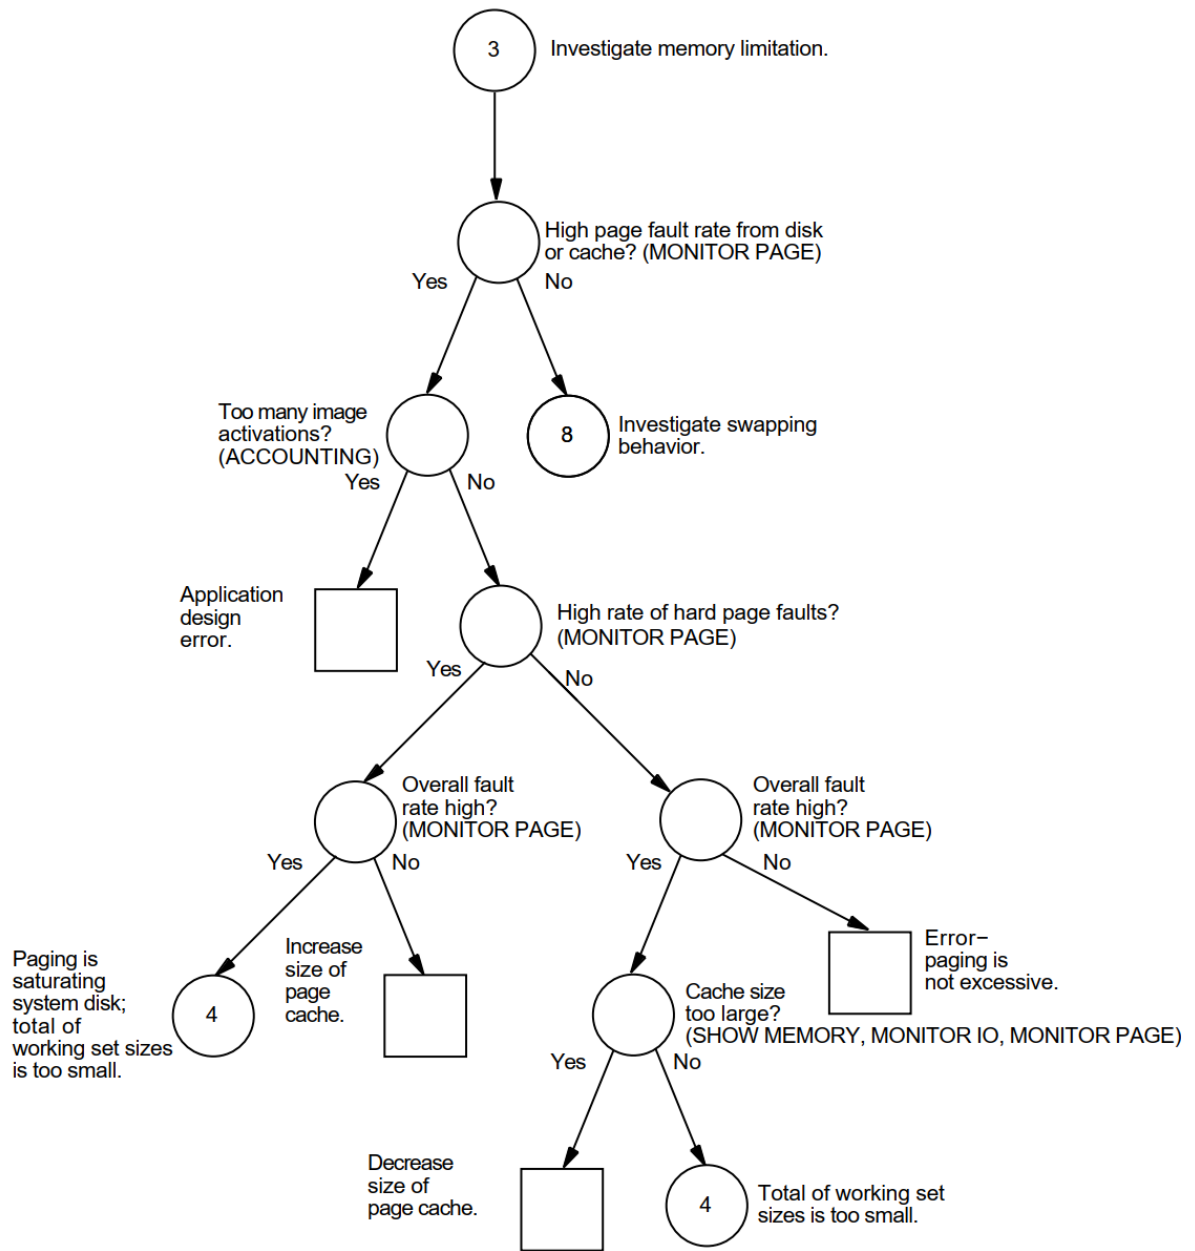 3
Investigate memory limitation.
High page fault rate from disk
or cache? (MONITOR PAGE)
Yes
No
Too many image
activations?
(ACCOUNTING)
8
Investigate swapping
behavior.
Yes
No
Application
design
error.
High rate of hard page faults?
(MONITOR PAGE)
Yes
No
Overall fault
rate high?
(MONITOR PAGE)
Overall fault
rate high?
(MONITOR PAGE)
Yes
No
Yes
No
Paging is
saturating
system disk;
total of
working set sizes
is too small.
4
Increase
size of
page
cache.
Error–
paging is
not excessive.
Cache size
too large?
(SHOW MEMORY, MONITOR IO, MONITOR PAGE)
Yes
No
Decrease
size of
page cache.
4
Total of working set
sizes is too small.